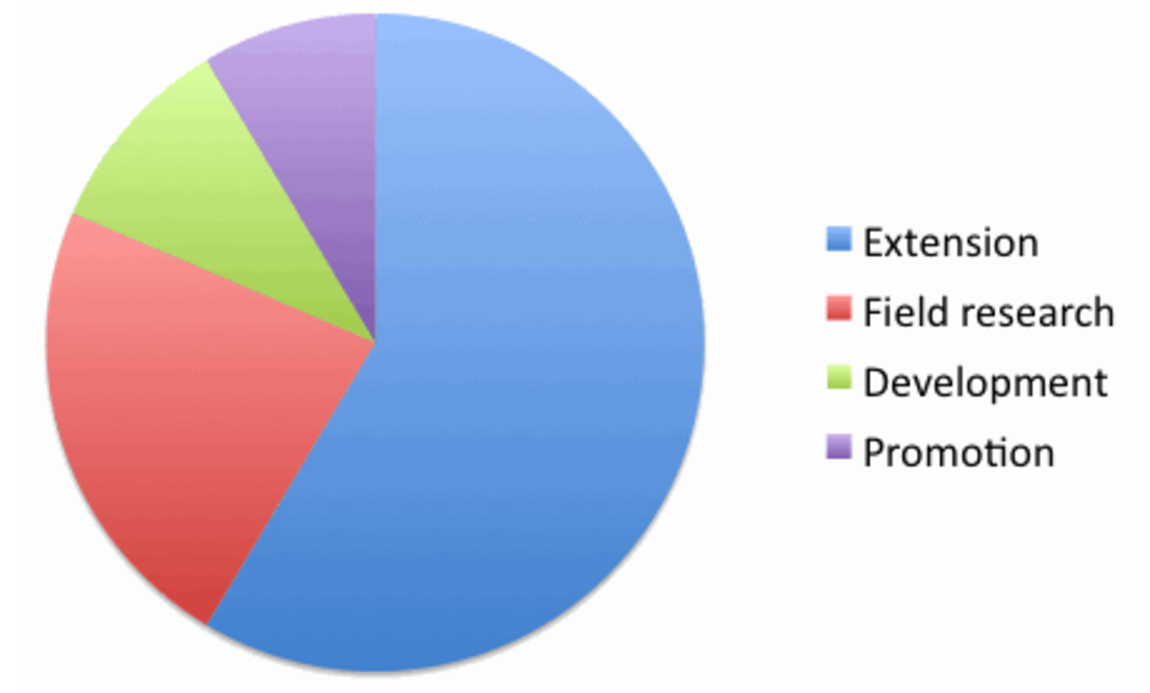 Extension
Field research
Development
Promotion